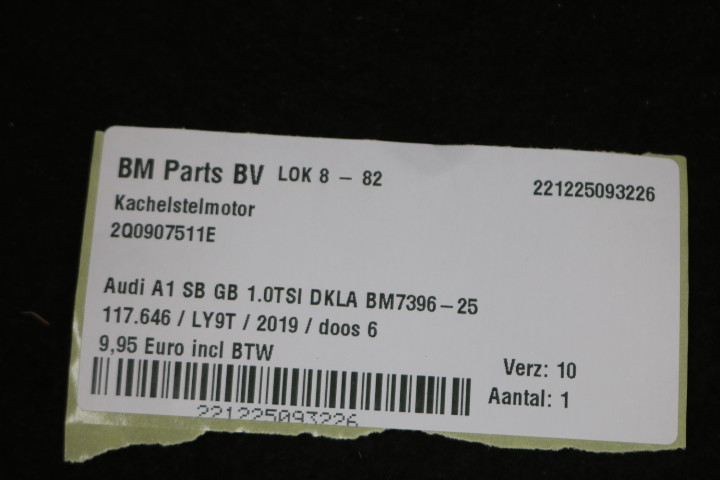 BM Parts BV LOK 8 – 82
221225093226
Kachelstelmotor
2Q0907511E
Audi A1 SB GB 1.0TSI DKLA BM7396–25
117.646 / LY9T / 2019 / doos 6
9,95 Euro incl BTW
Verz: 10
Aantal: 1
221225093226